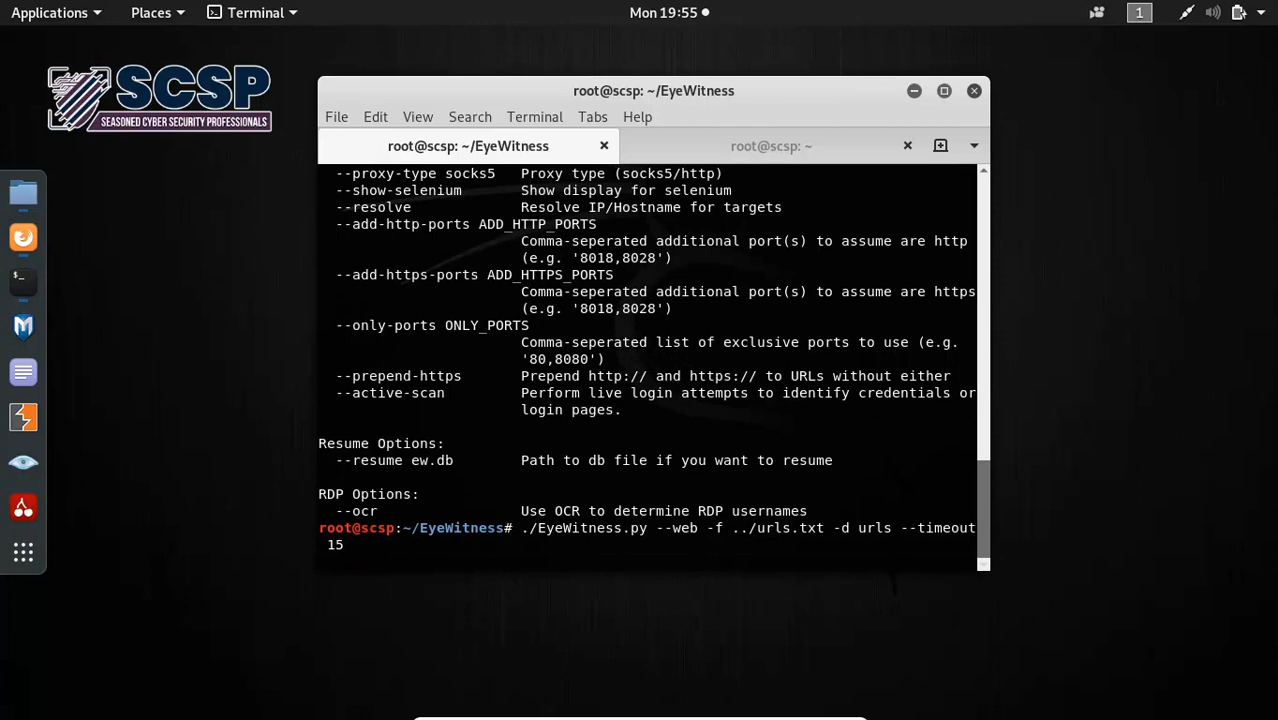 Applications Places Terminal Mon 19:55 1
SCSP
SEASONED CYBER SECURITY PROFESSIONALS
root@scsp: ~/EyeWitness
File Edit View Search Terminal Tabs Help
root@scsp: ~/EyeWitness root@scsp: ~
--proxy-type socks5 Proxy type (socks5/http)
--show-selenium Show display for selenium
--resolve Resolve IP/Hostname for targets
--add-http-ports ADD_HTTP_PORTS
Comma-seperated additional port(s) to assume are http
(e.g. '8018,8028')
--add-https-ports ADD_HTTPS_PORTS
Comma-seperated additional port(s) to assume are https
(e.g. '8018,8028')
--only-ports ONLY_PORTS
Comma-seperated list of exclusive ports to use (e.g.
'80,8080')
--prepend-https Prepend http:// and https:// to URLs without either
--active-scan Perform live login attempts to identify credentials or
login pages.
Resume Options:
--resume ew.db Path to db file if you want to resume
RDP Options:
--ocr Use OCR to determine RDP usernames
root@scsp:~/EyeWitness# ./EyeWitness.py --web -f ../urls.txt -d urls --timeout
15